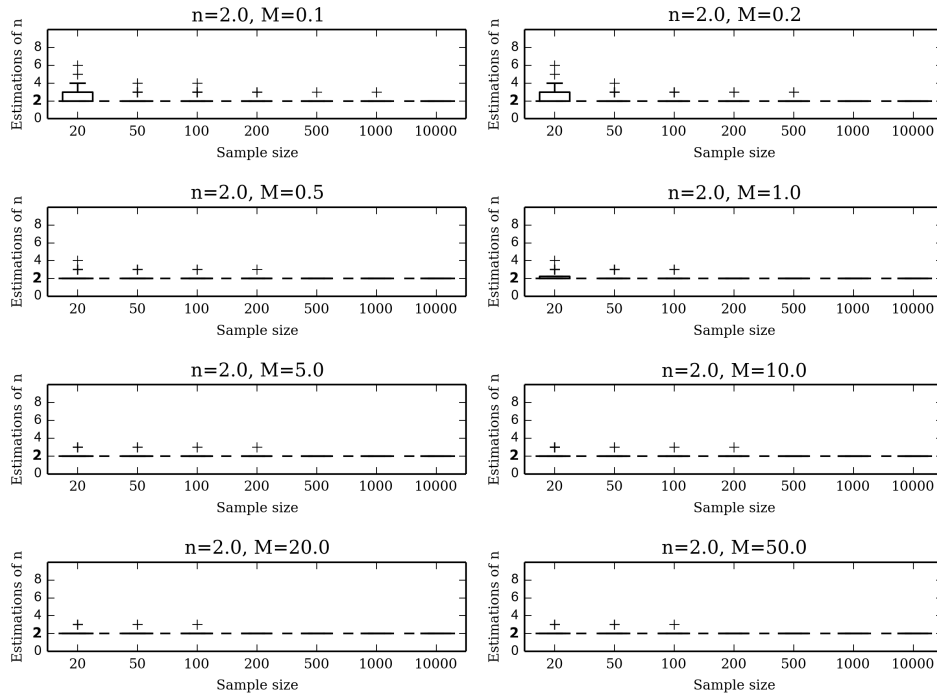 n=2.0, M=0.1
Estimations of n
8
6
4
2
0
20 50 100 200 500 1000 10000
Sample size
n=2.0, M=0.2
Estimations of n
8
6
4
2
0
20 50 100 200 500 1000 10000
Sample size
n=2.0, M=0.5
Estimations of n
8
6
4
2
0
20 50 100 200 500 1000 10000
Sample size
n=2.0, M=1.0
Estimations of n
8
6
4
2
0
20 50 100 200 500 1000 10000
Sample size
n=2.0, M=5.0
Estimations of n
8
6
4
2
0
20 50 100 200 500 1000 10000
Sample size
n=2.0, M=10.0
Estimations of n
8
6
4
2
0
20 50 100 200 500 1000 10000
Sample size
n=2.0, M=20.0
Estimations of n
8
6
4
2
0
20 50 100 200 500 1000 10000
Sample size
n=2.0, M=50.0
Estimations of n
8
6
4
2
0
20 50 100 200 500 1000 10000
Sample size